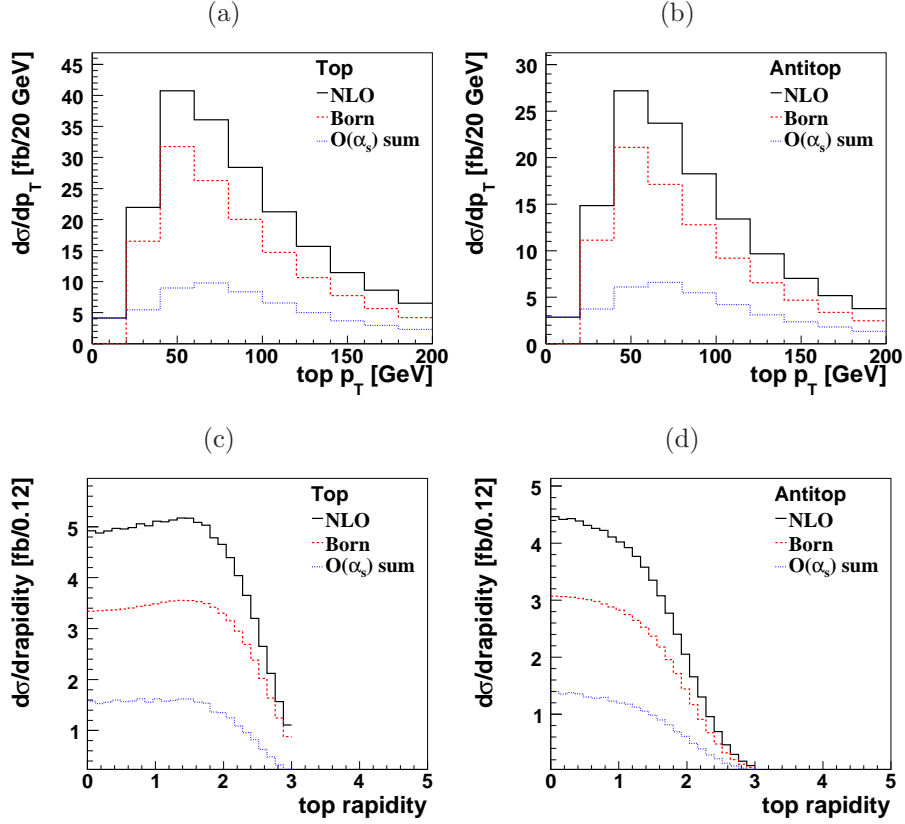 (a)
dσ/dp_T [fb/20 GeV]
45
40
35
30
25
20
15
10
5
0
Top
NLO
Born
O(α_s) sum
0 50 100 150 200
top p_T [GeV]
(b)
dσ/dp_T [fb/20 GeV]
30
25
20
15
10
5
0
Antitop
NLO
Born
O(α_s) sum
0 50 100 150 200
top p_T [GeV]
(c)
dσ/drapidity [fb/0.12]
5
4
3
2
1
Top
NLO
Born
O(α_s) sum
0 1 2 3 4 5
top rapidity
(d)
dσ/drapidity [fb/0.12]
5
4
3
2
1
Antitop
NLO
Born
O(α_s) sum
0 1 2 3 4 5
top rapidity